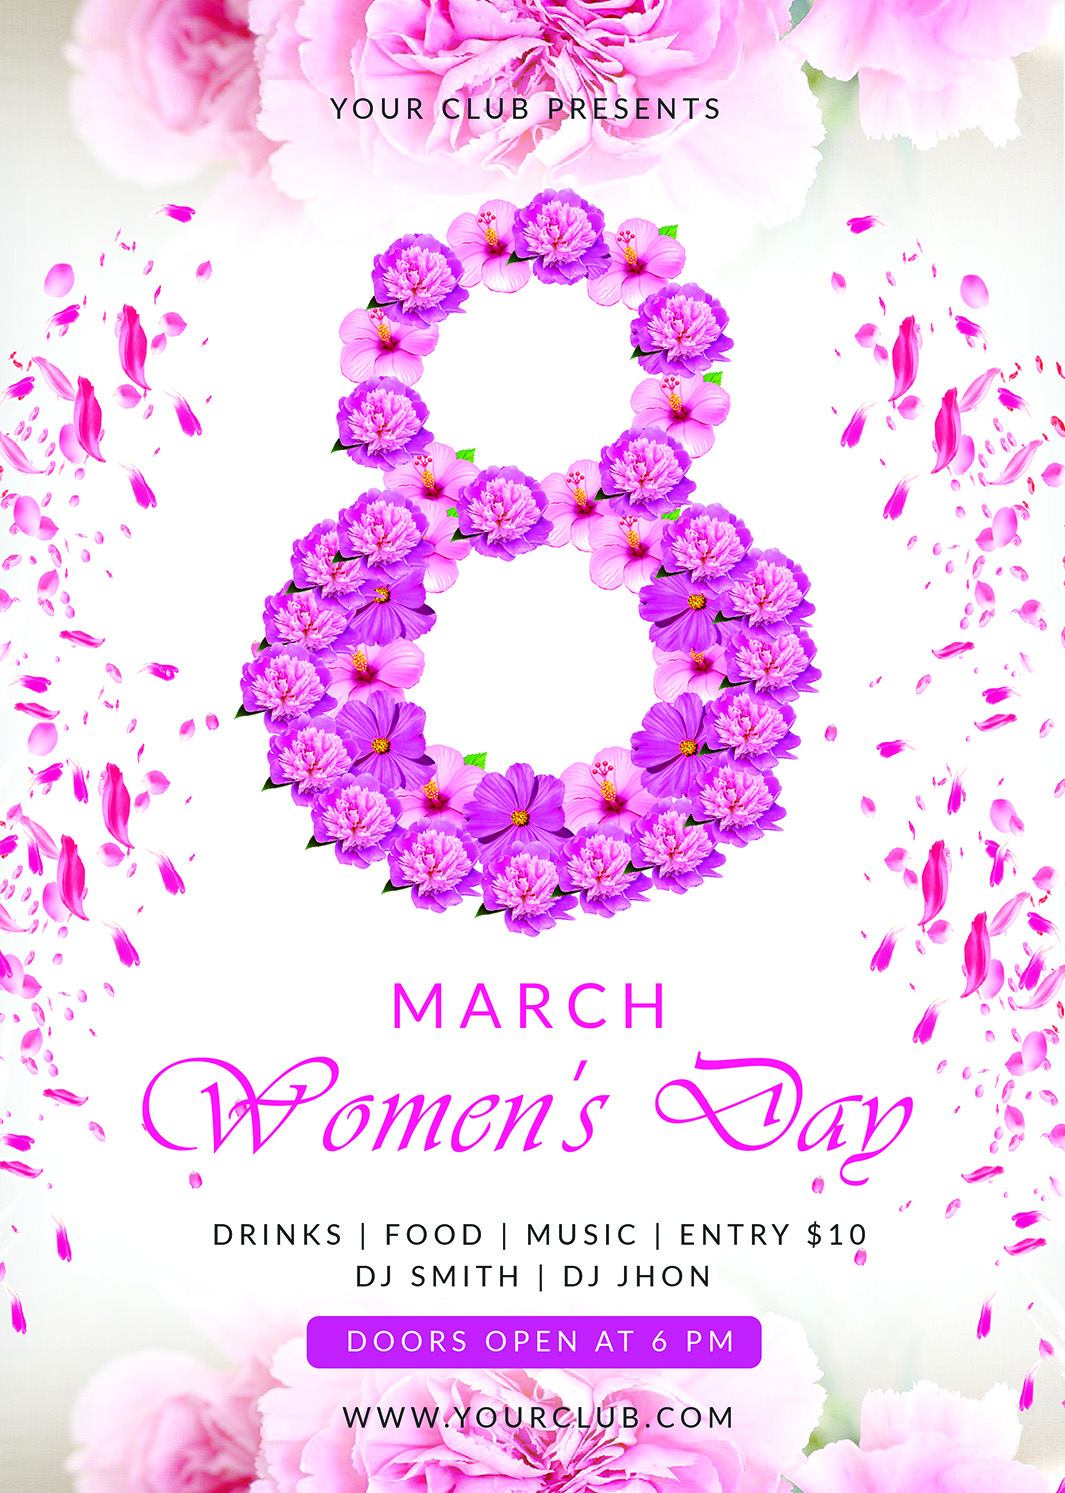 YOUR CLUB PRESENTS
8
MARCH
Women's Day
DRINKS | FOOD | MUSIC | ENTRY $10
DJ SMITH | DJ JHON
DOORS OPEN AT 6 PM
WWW.YOURCLUB.COM